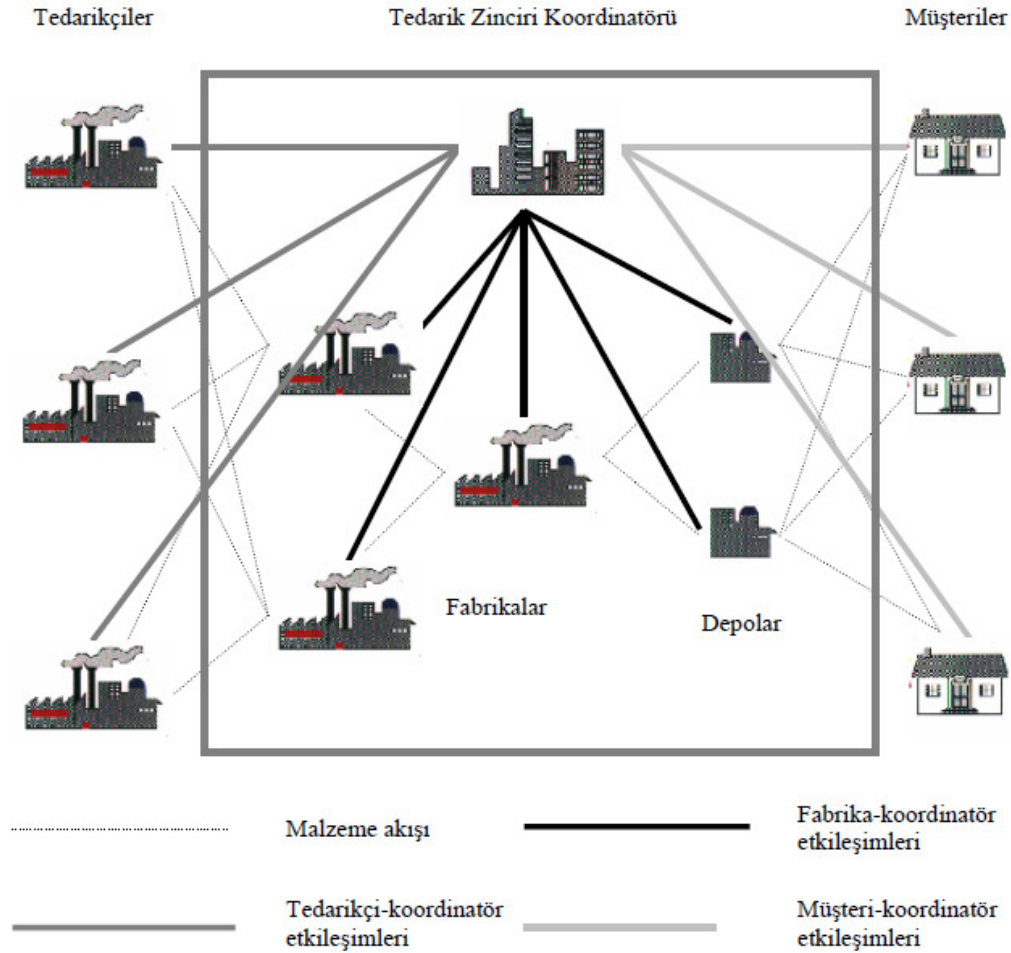 Tedarikçiler
Tedarik Zinciri Koordinatörü
Müşteriler
Fabrikalar
Depolar
Malzeme akışı
Fabrika-koordinatör
etkileşimleri
Tedarikçi-koordinatör
etkileşimleri
Müşteri-koordinatör
etkileşimleri